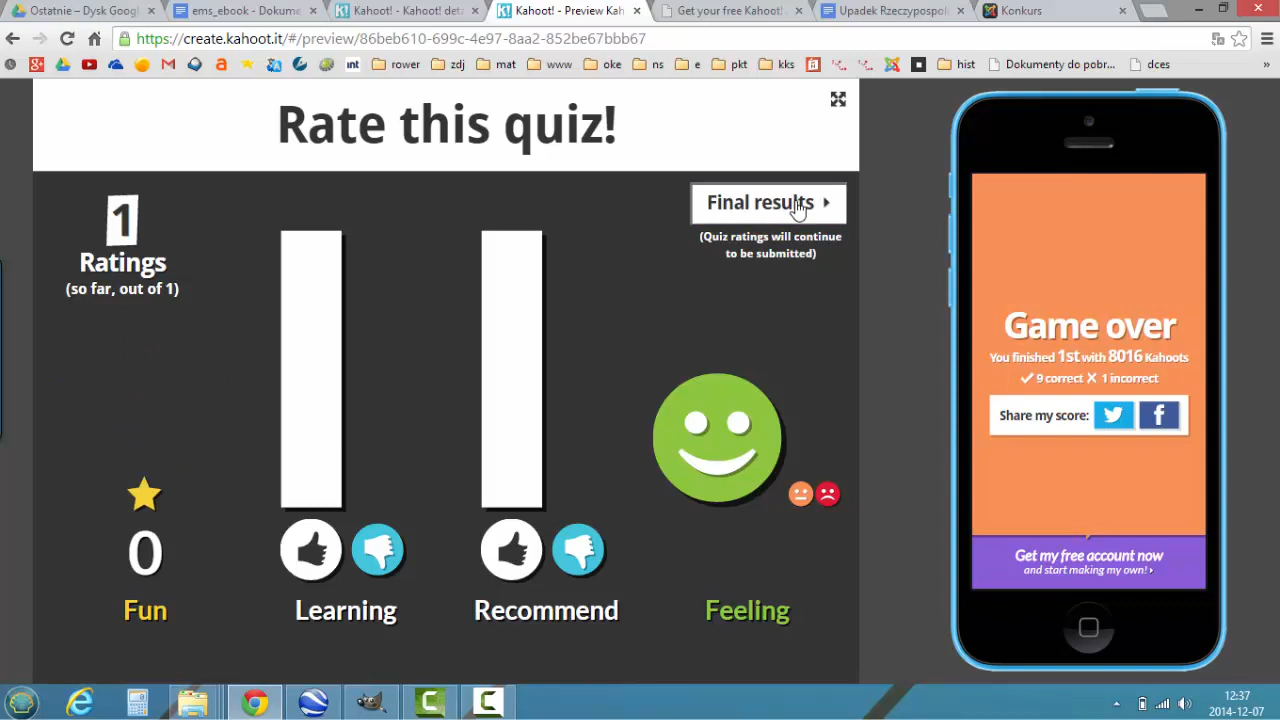 Ostatnie – Dysk Googl
ems_ebook - Dokume
Kahoot! - Kahoot! deta
Kahoot! - Preview Kah
Get your free Kahoot!
Upadek Rzeczypospol
Konkurs
https://create.kahoot.it/#/preview/86beb610-699c-4e97-8aa2-852be67bbb67
int
rower
zdj
mat
www
oke
ns
e
pkt
kks
hist
Dokumenty do pobr...
dces
»
Rate this quiz!
1
Ratings
(so far, out of 1)
Final results
(Quiz ratings will continue
to be submitted)
0
Fun
Learning
Recommend
Feeling
Game over
You finished 1st with 8016 Kahoots
9 correct
1 incorrect
Share my score:
Get my free account now
and start making my own!
12:37
2014-12-07